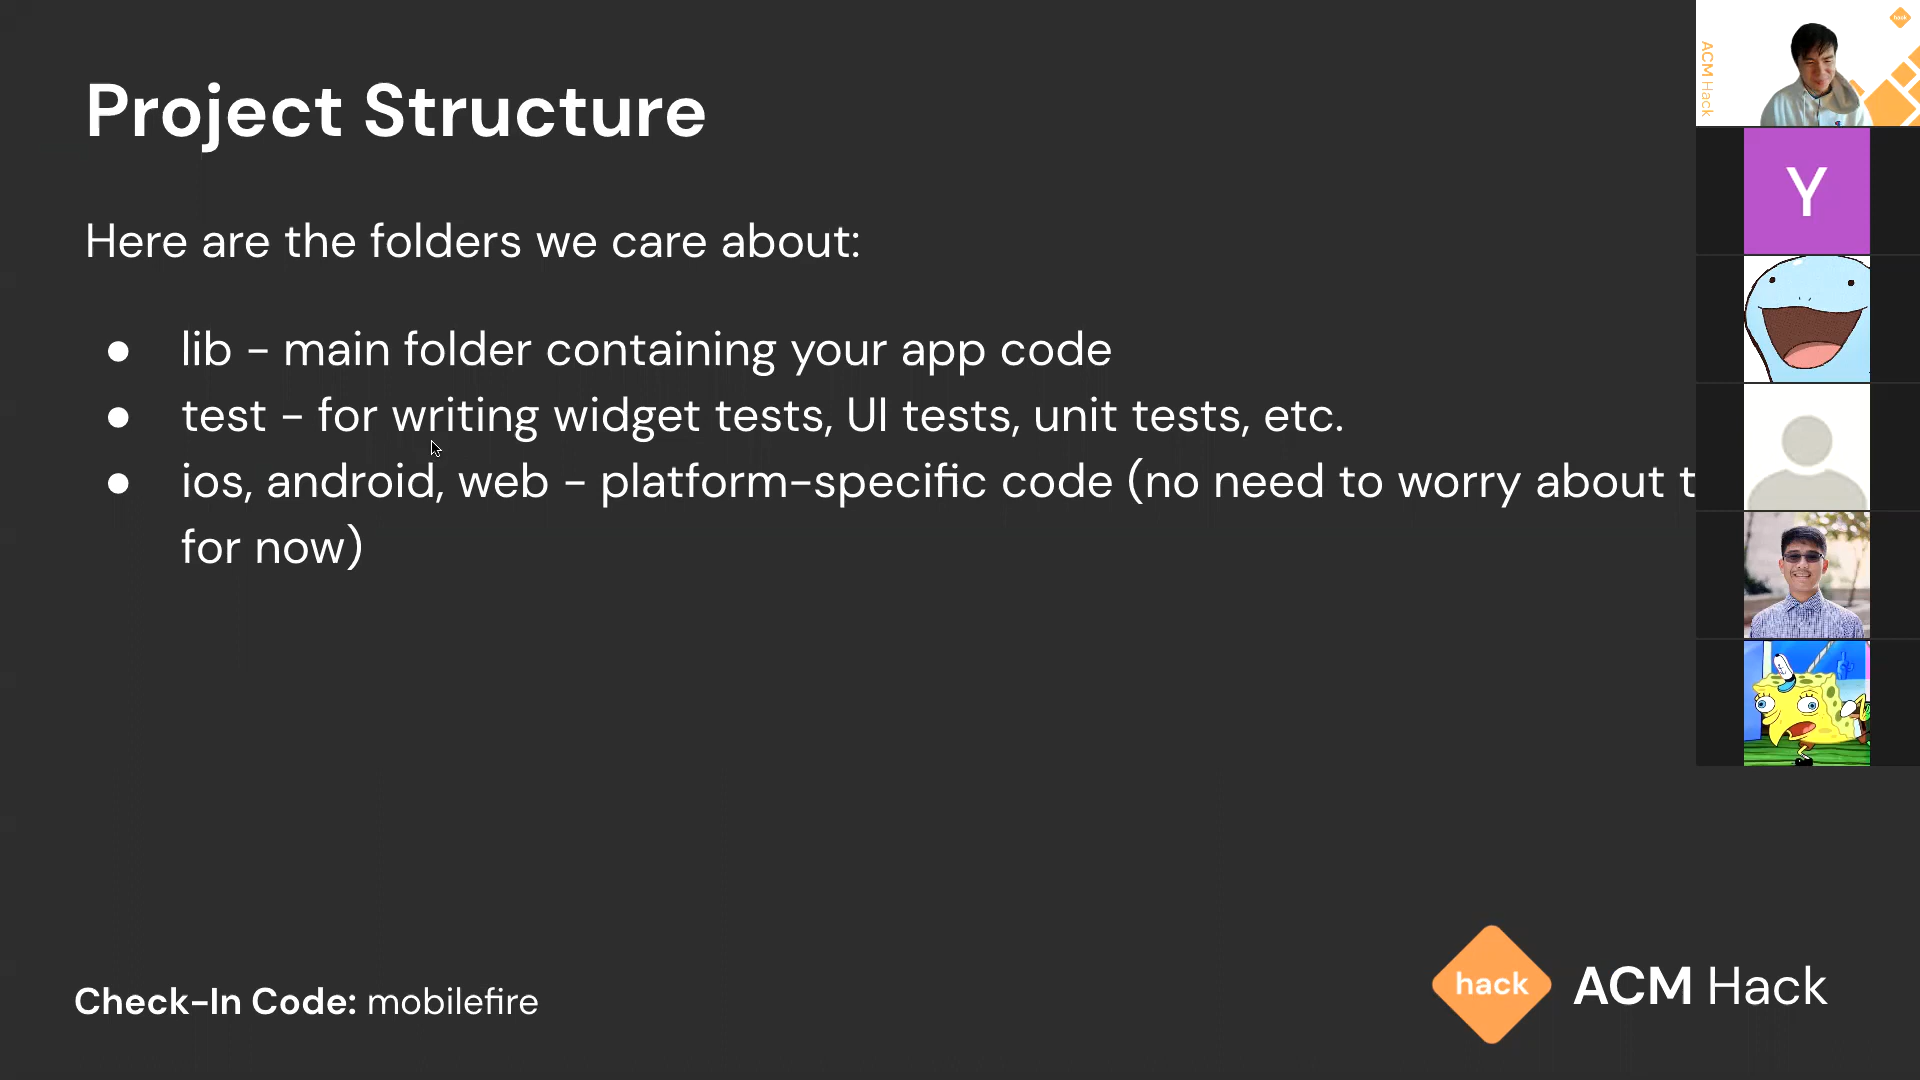 Project Structure
Here are the folders we care about:
● lib - main folder containing your app code
● test - for writing widget tests, UI tests, unit tests, etc.
● ios, android, web - platform-specific code (no need to worry about t
for now)
Check-In Code: mobilefire
hack ACM Hack
ACM Hack
hack
Y